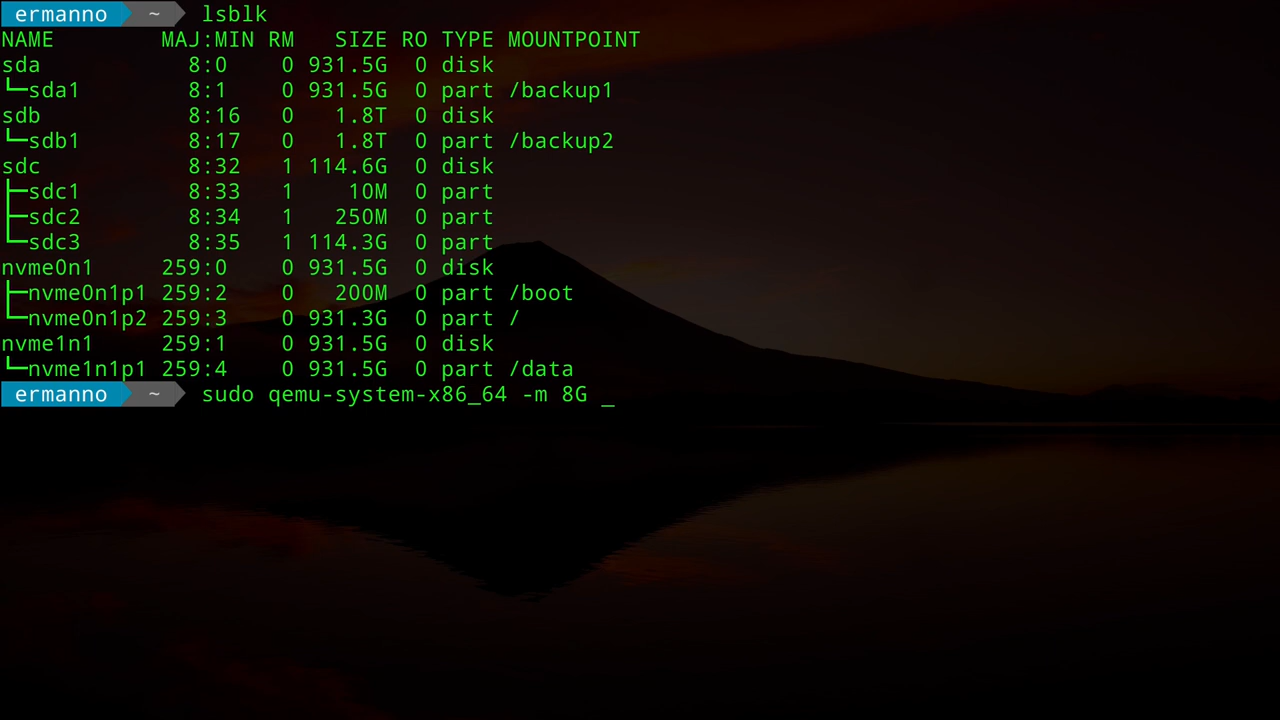 ermanno ~ lsblk
NAME MAJ:MIN RM SIZE RO TYPE MOUNTPOINT
sda 8:0 0 931.5G 0 disk
└─sda1 8:1 0 931.5G 0 part /backup1
sdb 8:16 0 1.8T 0 disk
└─sdb1 8:17 0 1.8T 0 part /backup2
sdc 8:32 1 114.6G 0 disk
├─sdc1 8:33 1 10M 0 part
├─sdc2 8:34 1 250M 0 part
└─sdc3 8:35 1 114.3G 0 part
nvme0n1 259:0 0 931.5G 0 disk
├─nvme0n1p1 259:2 0 200M 0 part /boot
└─nvme0n1p2 259:3 0 931.3G 0 part /
nvme1n1 259:1 0 931.5G 0 disk
└─nvme1n1p1 259:4 0 931.5G 0 part /data
ermanno ~ sudo qemu-system-x86_64 -m 8G _